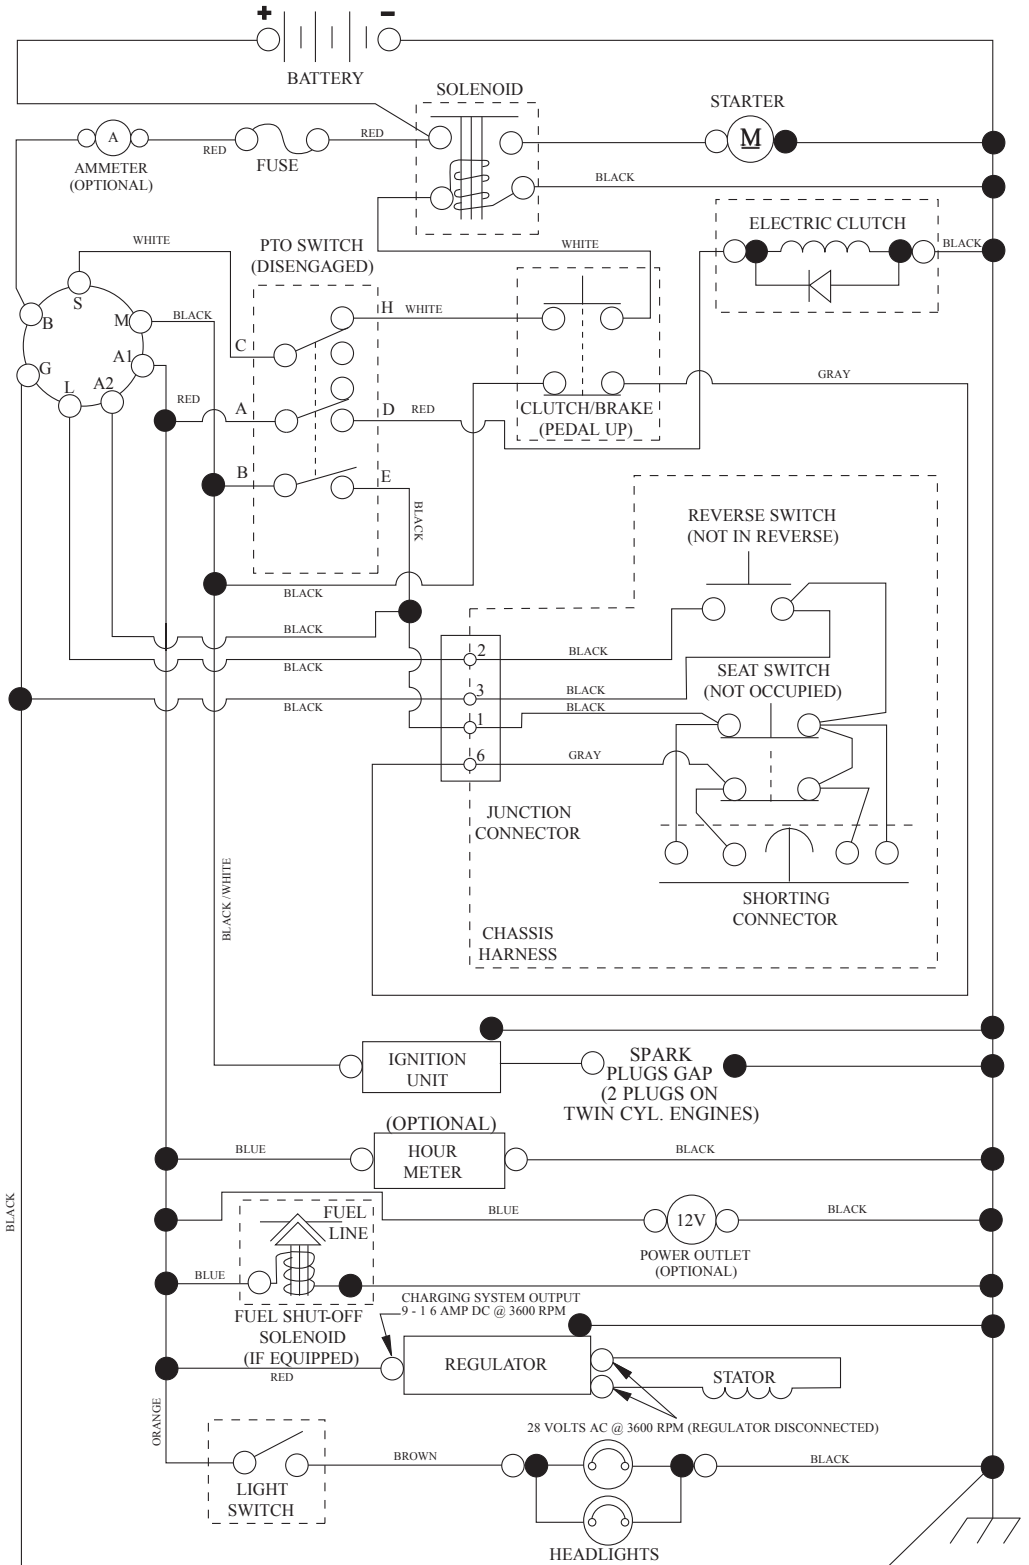 + −
BATTERY
SOLENOID
STARTER
A
RED
FUSE
RED
M
AMMETER
(OPTIONAL)
BLACK
ELECTRIC CLUTCH
BLACK
WHITE
PTO SWITCH
(DISENGAGED)
WHITE
S
B
M
BLACK
H
WHITE
C
A1
G
L
A2
RED
A
D
RED
GRAY
CLUTCH/BRAKE
(PEDAL UP)
B
E
BLACK
REVERSE SWITCH
(NOT IN REVERSE)
BLACK
BLACK
2
BLACK
BLACK
SEAT SWITCH
(NOT OCCUPIED)
3
BLACK
BLACK
BLACK
1
6
GRAY
JUNCTION
CONNECTOR
BLACK /WHITE
SHORTING
CONNECTOR
CHASSIS
HARNESS
IGNITION
UNIT
SPARK
PLUGS GAP
(2 PLUGS ON
TWIN CYL. ENGINES)
(OPTIONAL)
BLUE
HOUR
METER
BLACK
BLACK
FUEL
LINE
BLUE
12V
BLACK
POWER OUTLET
(OPTIONAL)
BLUE
CHARGING SYSTEM OUTPUT
9 - 1 6 AMP DC @ 3600 RPM
FUEL SHUT-OFF
SOLENOID
(IF EQUIPPED)
RED
REGULATOR
STATOR
ORANGE
28 VOLTS AC @ 3600 RPM (REGULATOR DISCONNECTED)
BROWN
BLACK
LIGHT
SWITCH
HEADLIGHTS